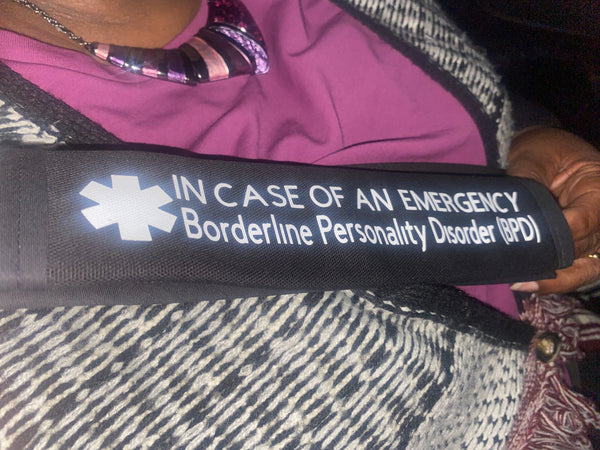 IN CASE OF AN EMERGENCY
Borderline Personality Disorder (BPD)